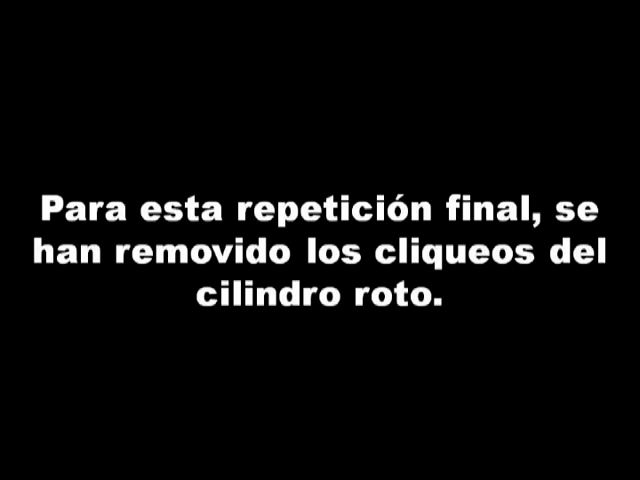 Para esta repetición final, se
han removido los cliqueos del
cilindro roto.